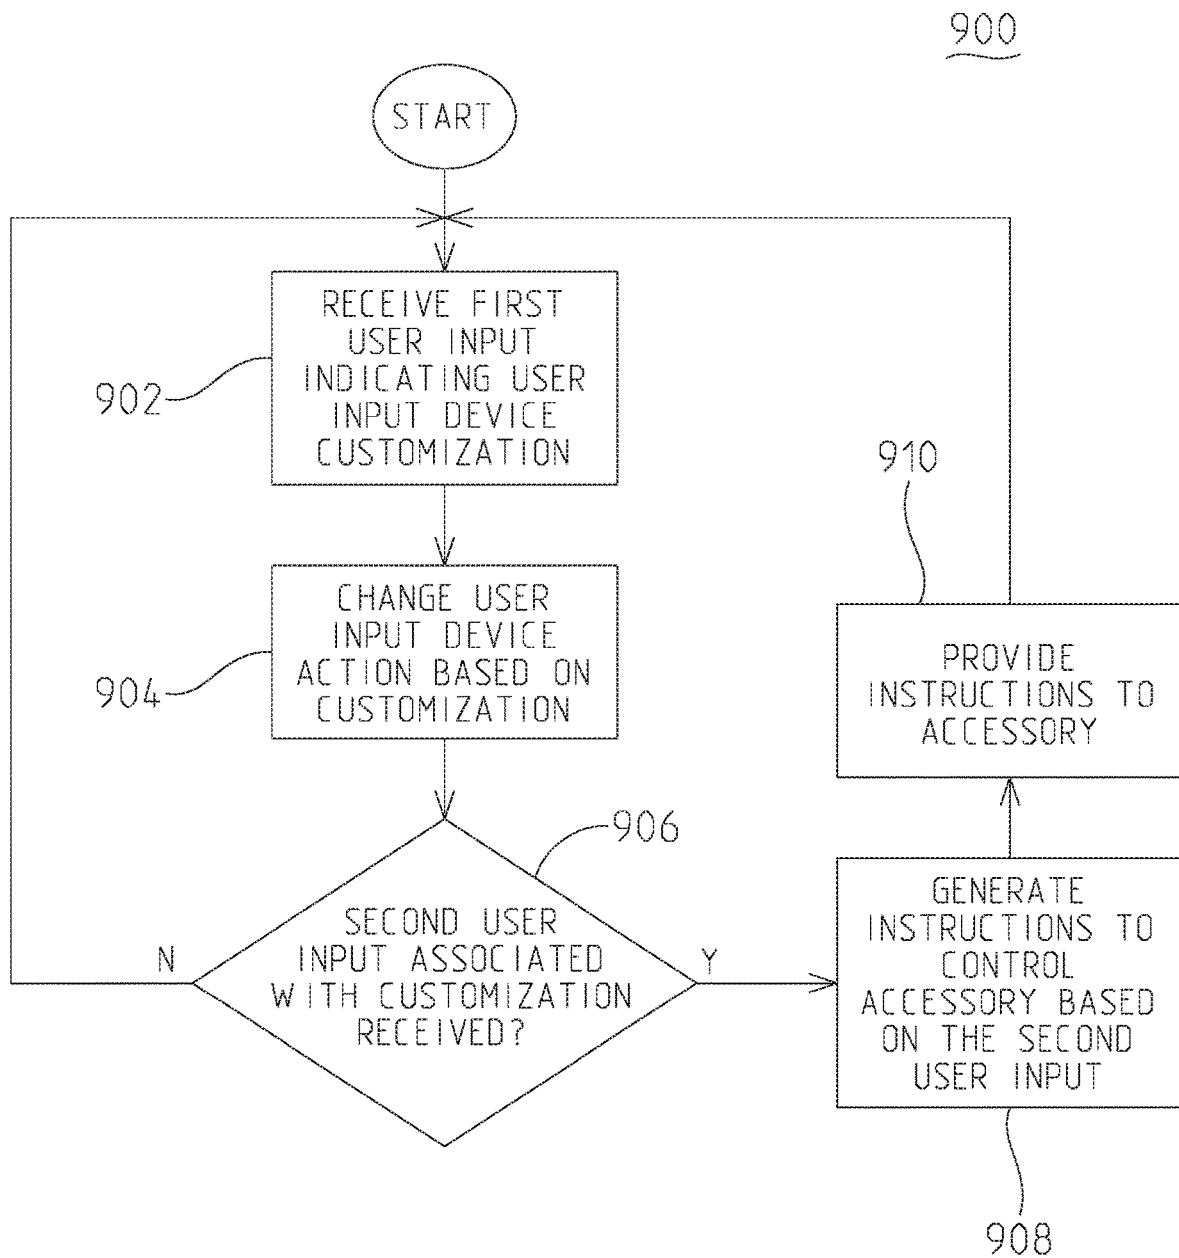 900
START
RECEIVE FIRST
USER INPUT
INDICATING USER
INPUT DEVICE
CUSTOMIZATION
902
CHANGE USER
INPUT DEVICE
ACTION BASED ON
CUSTOMIZATION
904
906
SECOND USER
INPUT ASSOCIATED
WITH CUSTOMIZATION
RECEIVED?
N
Y
910
PROVIDE
INSTRUCTIONS TO
ACCESSORY
GENERATE
INSTRUCTIONS TO
CONTROL
ACCESSORY BASED
ON THE SECOND
USER INPUT
908